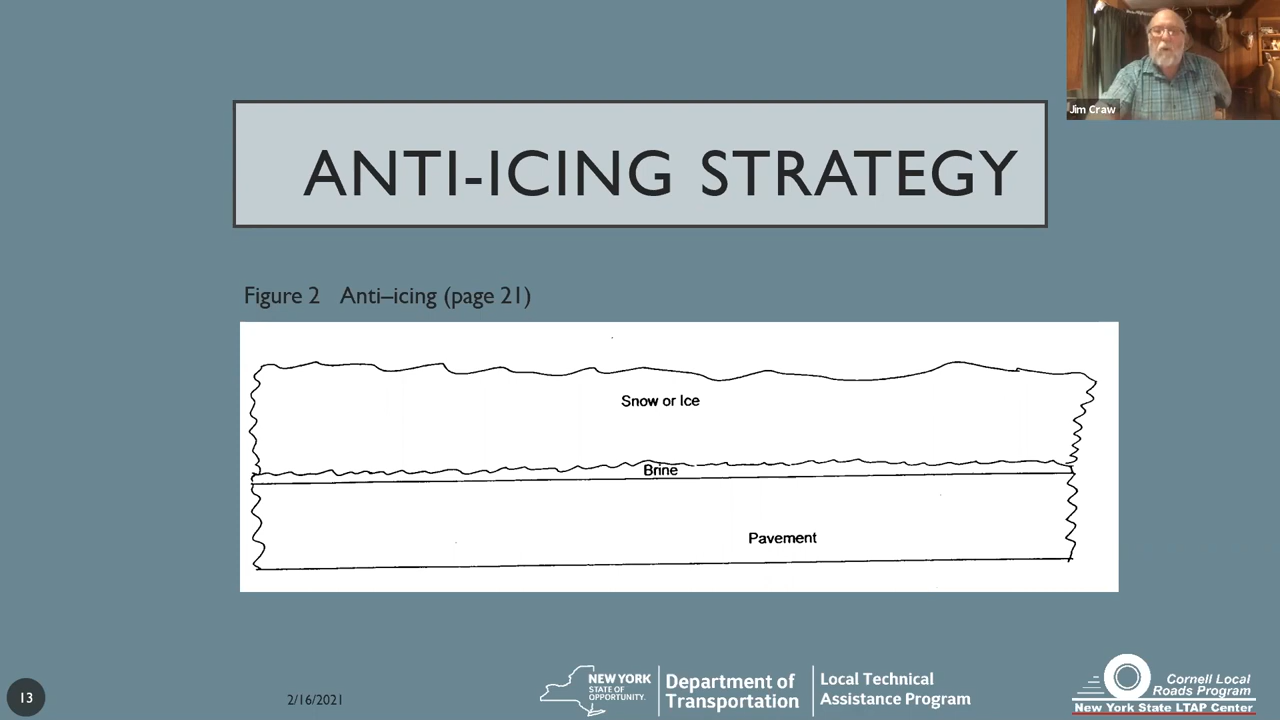 Jim Craw
ANTI-ICING STRATEGY
Figure 2 Anti–icing (page 21)
Snow or Ice
Brine
Pavement
13
2/16/2021
NEW YORK
STATE OF
OPPORTUNITY.
Department of
Transportation
Local Technical
Assistance Program
Cornell Local
Roads Program
New York State LTAP Center